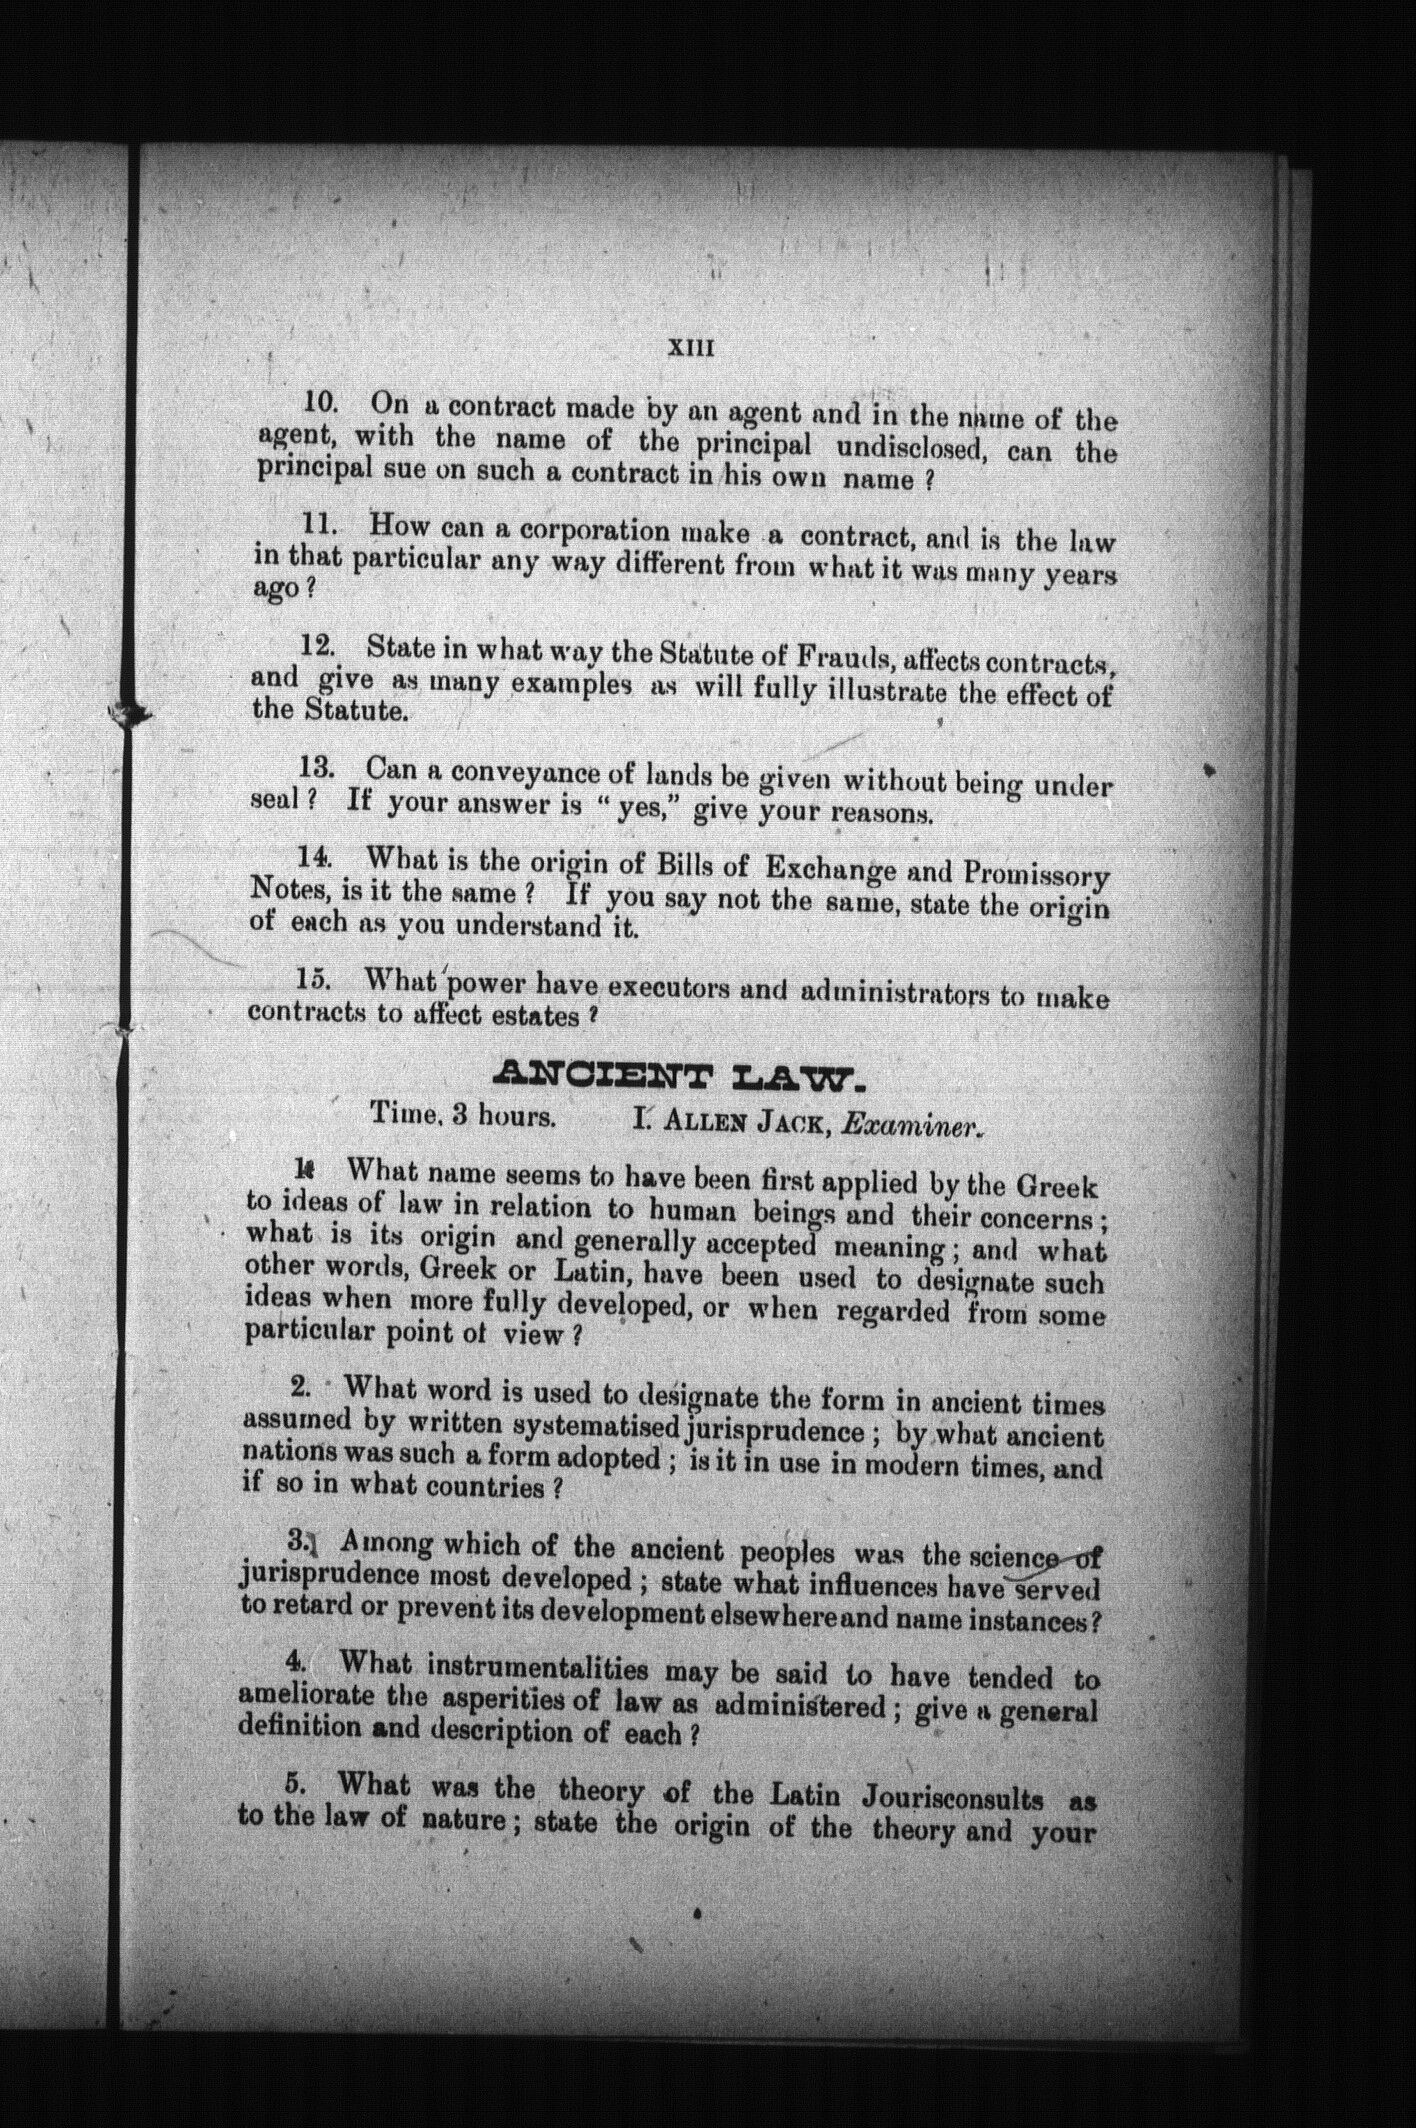 XIII
10. On a contract made by an agent and in the name of the
agent, with the name of the principal undisclosed, can the
principal sue on such a contract in his own name ?
11. How can a corporation make a contract, and is the law
in that particular any way different from what it was many years
ago ?
12. State in what way the Statute of Frauds, affects contracts,
and give as many examples as will fully illustrate the effect of
the Statute.
13. Can a conveyance of lands be given without being under
seal ? If your answer is " yes," give your reasons.
14. What is the origin of Bills of Exchange and Promissory
Notes, is it the same ? If you say not the same, state the origin
of each as you understand it.
15. What power have executors and administrators to make
contracts to affect estates ?
ANCIENT LAW.
Time, 3 hours. I. ALLEN JACK, Examiner.
1. What name seems to have been first applied by the Greek
to ideas of law in relation to human beings and their concerns ;
what is its origin and generally accepted meaning ; and what
other words, Greek or Latin, have been used to designate such
ideas when more fully developed, or when regarded from some
particular point of view ?
2. What word is used to designate the form in ancient times
assumed by written systematised jurisprudence ; by what ancient
nations was such a form adopted ; is it in use in modern times, and
if so in what countries ?
3. Among which of the ancient peoples was the science of
jurisprudence most developed ; state what influences have served
to retard or prevent its development elsewhere and name instances ?
4. What instrumentalities may be said to have tended to
ameliorate the asperities of law as administered ; give a general
definition and description of each ?
5. What was the theory of the Latin Jourisconsults as
to the law of nature ; state the origin of the theory and your